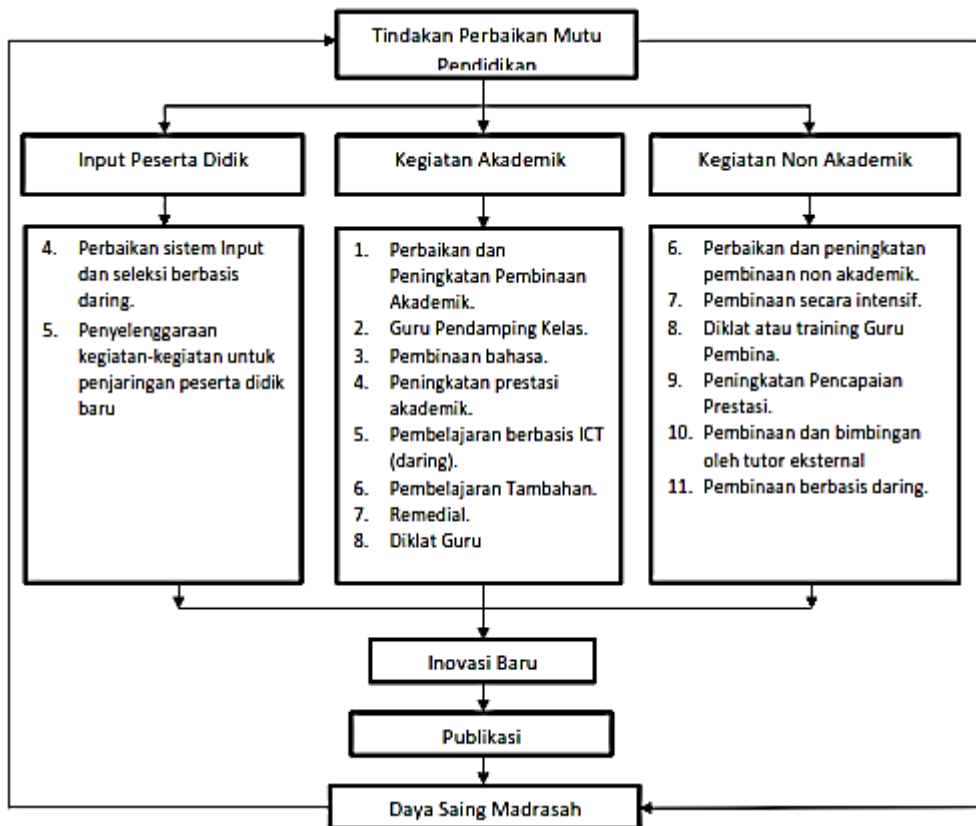 Tindakan Perbaikan Mutu
Pendidikan
Input Peserta Didik
Kegiatan Akademik
Kegiatan Non Akademik
4. Perbaikan sistem Input
dan seleksi berbasis
daring.
5. Penyelenggaraan
kegiatan-kegiatan untuk
penjaringan peserta didik
baru
1. Perbaikan dan
Peningkatan Pembinaan
Akademik.
2. Guru Pendamping Kelas.
3. Pembinaan bahasa.
4. Peningkatan prestasi
akademik.
5. Pembelajaran berbasis ICT
(daring).
6. Pembelajaran Tambahan.
7. Remedial.
8. Diklat Guru
6. Perbaikan dan peningkatan
pembinaan non akademik.
7. Pembinaan secara intensif.
8. Diklat atau training Guru
Pembina.
9. Peningkatan Pencapaian
Prestasi.
10. Pembinaan dan bimbingan
oleh tutor eksternal
11. Pembinaan berbasis daring.
Inovasi Baru
Publikasi
Daya Saing Madrasah